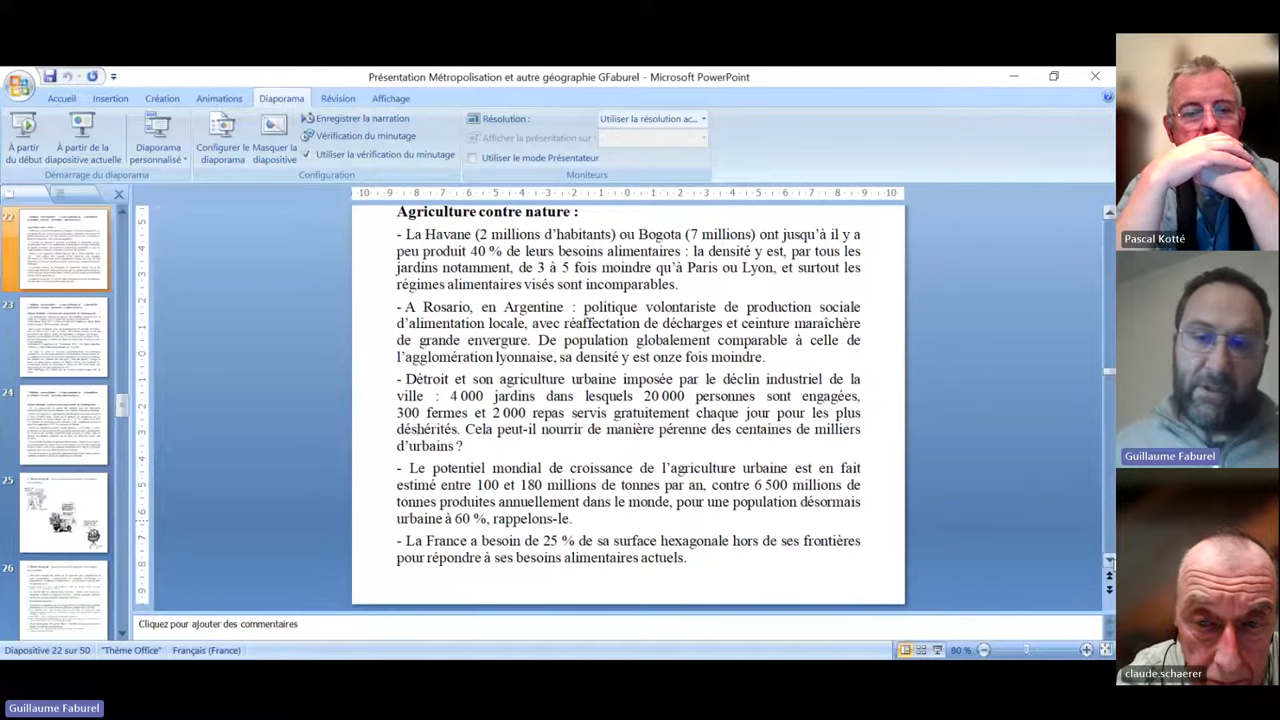 Présentation Métropolisation et autre géographie GFaburel - Microsoft PowerPoint
Accueil Insertion Création Animations Diaporama Révision Affichage
À partir du début
À partir de la diapositive actuelle
Diaporama personnalisé
Configurer le diaporama
Masquer la diapositive
Enregistrer la narration
Vérification du minutage
Utiliser la vérification du minutage
Résolution : Utiliser la résolution ac...
Afficher la présentation sur :
Utiliser le mode Présentateur
Démarrage du diaporama Configuration Moniteurs
Agriculture contre nature :
- La Havane (2 millions d’habitants) ou Bogota (7 millions) ont jusqu’à il y a
peu produit seules leurs besoins alimentaires : la densité y est, par tous les
jardins notamment, de 3 à 5 fois moindre qu’à Paris ou Lyon, et surtout les
régimes alimentaires visés sont incomparables.
- A Rosario en Argentine : politique volontariste de production sociale
d’alimentation locale, avec réaffectation de décharges et ceinture maraîchère
de grande envergure. De population globalement comparable à celle de
l’agglomération lyonnaise, sa densité y est onze fois moindre.
- Détroit et son agriculture urbaine imposée par le déclin industriel de la
ville : 4 000 jardins dans lesquels 20 000 personnes sont engagées,
300 fermes et 22 000 repas servis gratuitement chaque jour pour les plus
déshérités. Cela peut-il nourrir de manière pérenne des centaines de milliers
d’urbains ?
- Le potentiel mondial de croissance de l’agriculture urbaine est en fait
estimé entre 100 et 180 millions de tonnes par an, contre 6 500 millions de
tonnes produites annuellement dans le monde, pour une population désormais
urbaine à 60 %, rappelons-le.
- La France a besoin de 25 % de sa surface hexagonale hors de ses frontières
pour répondre à ses besoins alimentaires actuels.
22
23
24
25
26
Cliquez pour ajouter des commentaires
Diapositive 22 sur 50 "Thème Office" Français (France) 80 %
Pascal Kotté
Guillaume Faburel
claude.schaerer
Guillaume Faburel